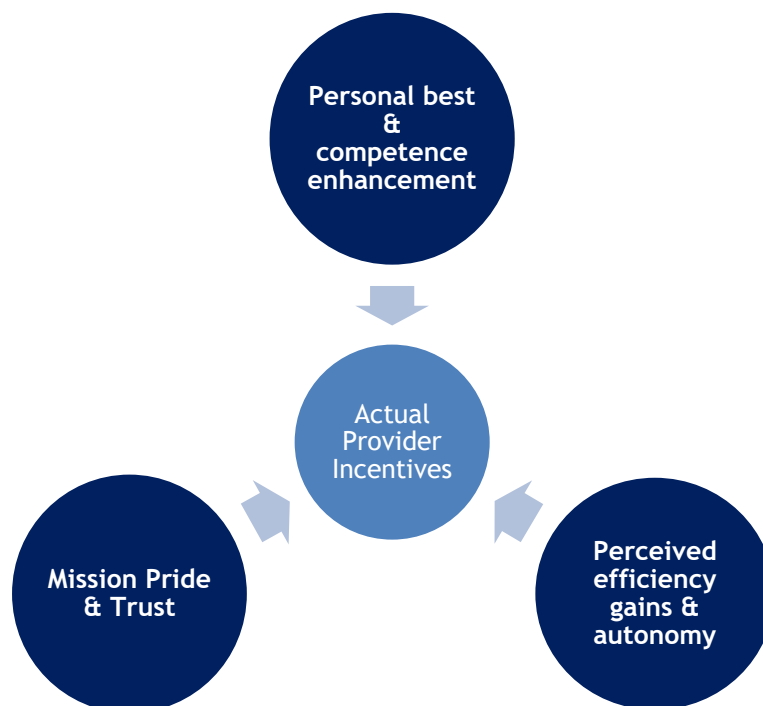 Personal best
&
competence
enhancement
Actual
Provider
Incentives
Mission Pride
& Trust
Perceived
efficiency
gains &
autonomy